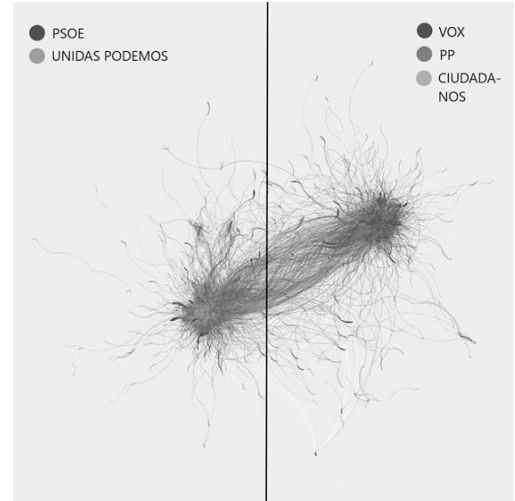 PSOE
UNIDAS PODEMOS
VOX
PP
CIUDADA-
NOS